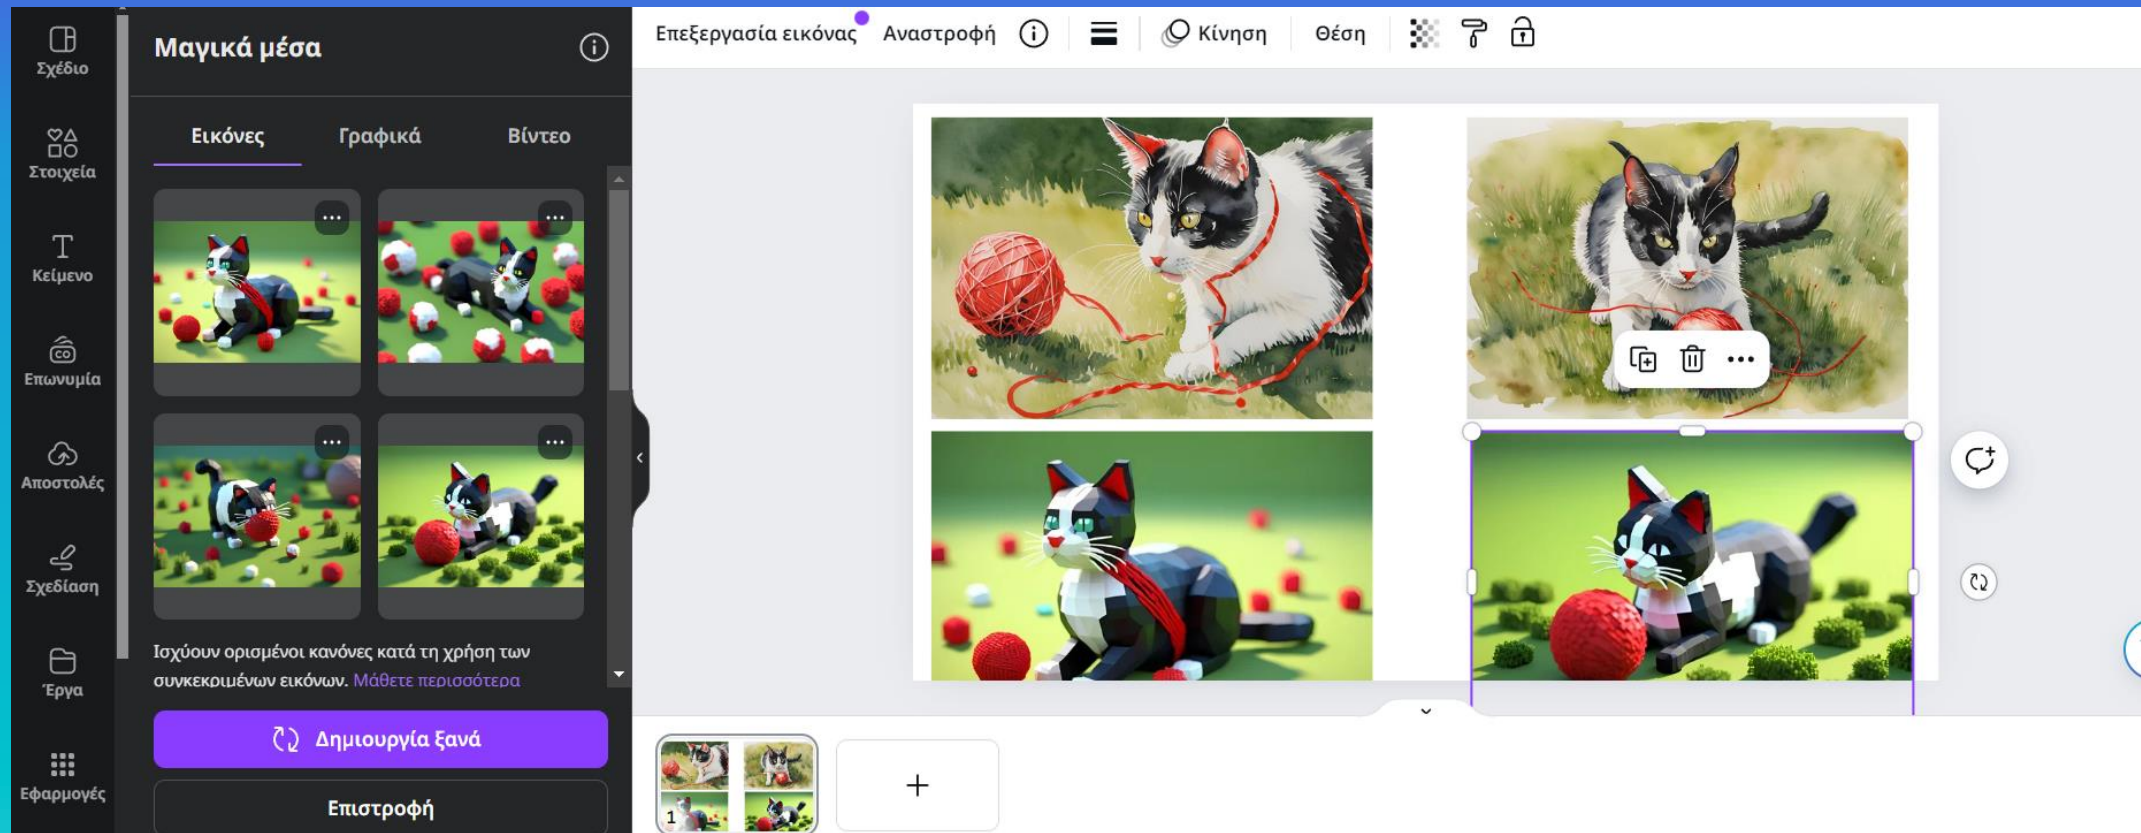 Σχέδιο
Στοιχεία
Κείμενο
Επωνυμία
Αποστολές
Σχεδίαση
Έργα
Εφαρμογές
Μαγικά μέσα
Εικόνες Γραφικά Βίντεο
Ισχύουν ορισμένοι κανόνες κατά τη χρήση των
συγκεκριμένων εικόνων. Μάθετε περισσότερα
Δημιουργία ξανά
Επιστροφή
Επεξεργασία εικόνας Αναστροφή Κίνηση Θέση
1